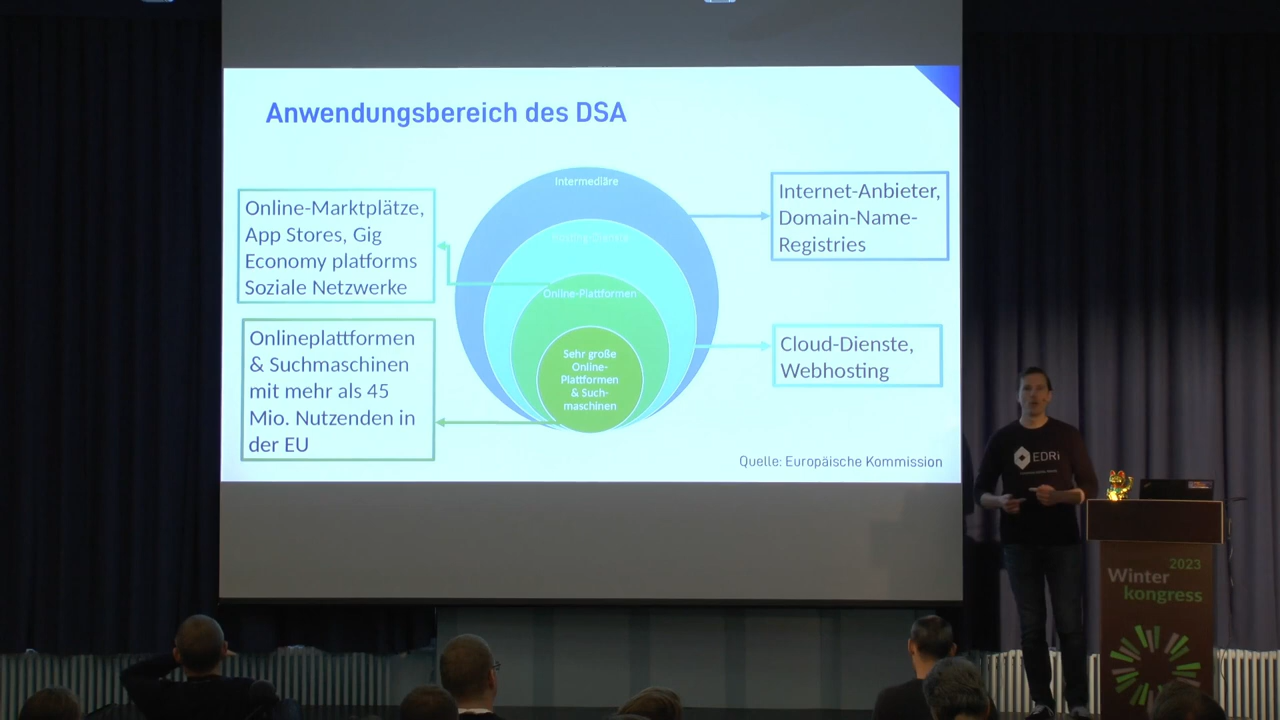 Anwendungsbereich des DSA
Online-Marktplätze,
App Stores, Gig
Economy platforms
Soziale Netzwerke
Onlineplattformen
& Suchmaschinen
mit mehr als 45
Mio. Nutzenden in
der EU
Intermediäre
Online-Plattformen
Sehr große
Online-
Plattformen
& Such-
maschinen
Internet-Anbieter,
Domain-Name-
Registries
Cloud-Dienste,
Webhosting
Quelle: Europäische Kommission
EDRi
2023
Winter
kongress